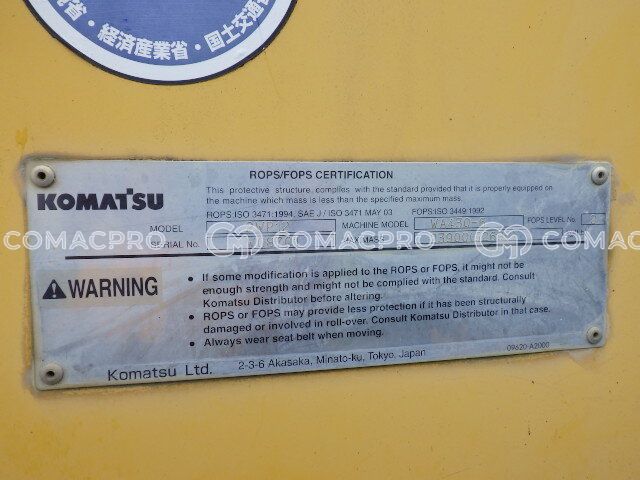 省・経済産業省・国土交通省
ROPS/FOPS CERTIFICATION
KOMATSU
This protective structure, complies with the standard provided that it is properly equipped on
the machine which mass is less than the specified maximum mass.
ROPS:ISO 3471:1994, SAE J / ISO 3471 MAY 03 FOPS:ISO 3449:1992
MODEL MACHINE MODEL WA430 FOPS LEVEL No. 2
SERIAL No. MAX MASS
COMACPRO COMACPRO COMACPRO
WARNING
• If some modification is applied to the ROPS or FOPS, it might not be
enough strength and might not be complied with the standard. Consult
Komatsu Distributor before altering.
• ROPS or FOPS may provide less protection if it has been structurally
damaged or involved in roll-over. Consult Komatsu Distributor in that case.
• Always wear seat belt when moving.
Komatsu Ltd. 2-3-6 Akasaka, Minato-ku, Tokyo, Japan
09620-A2000